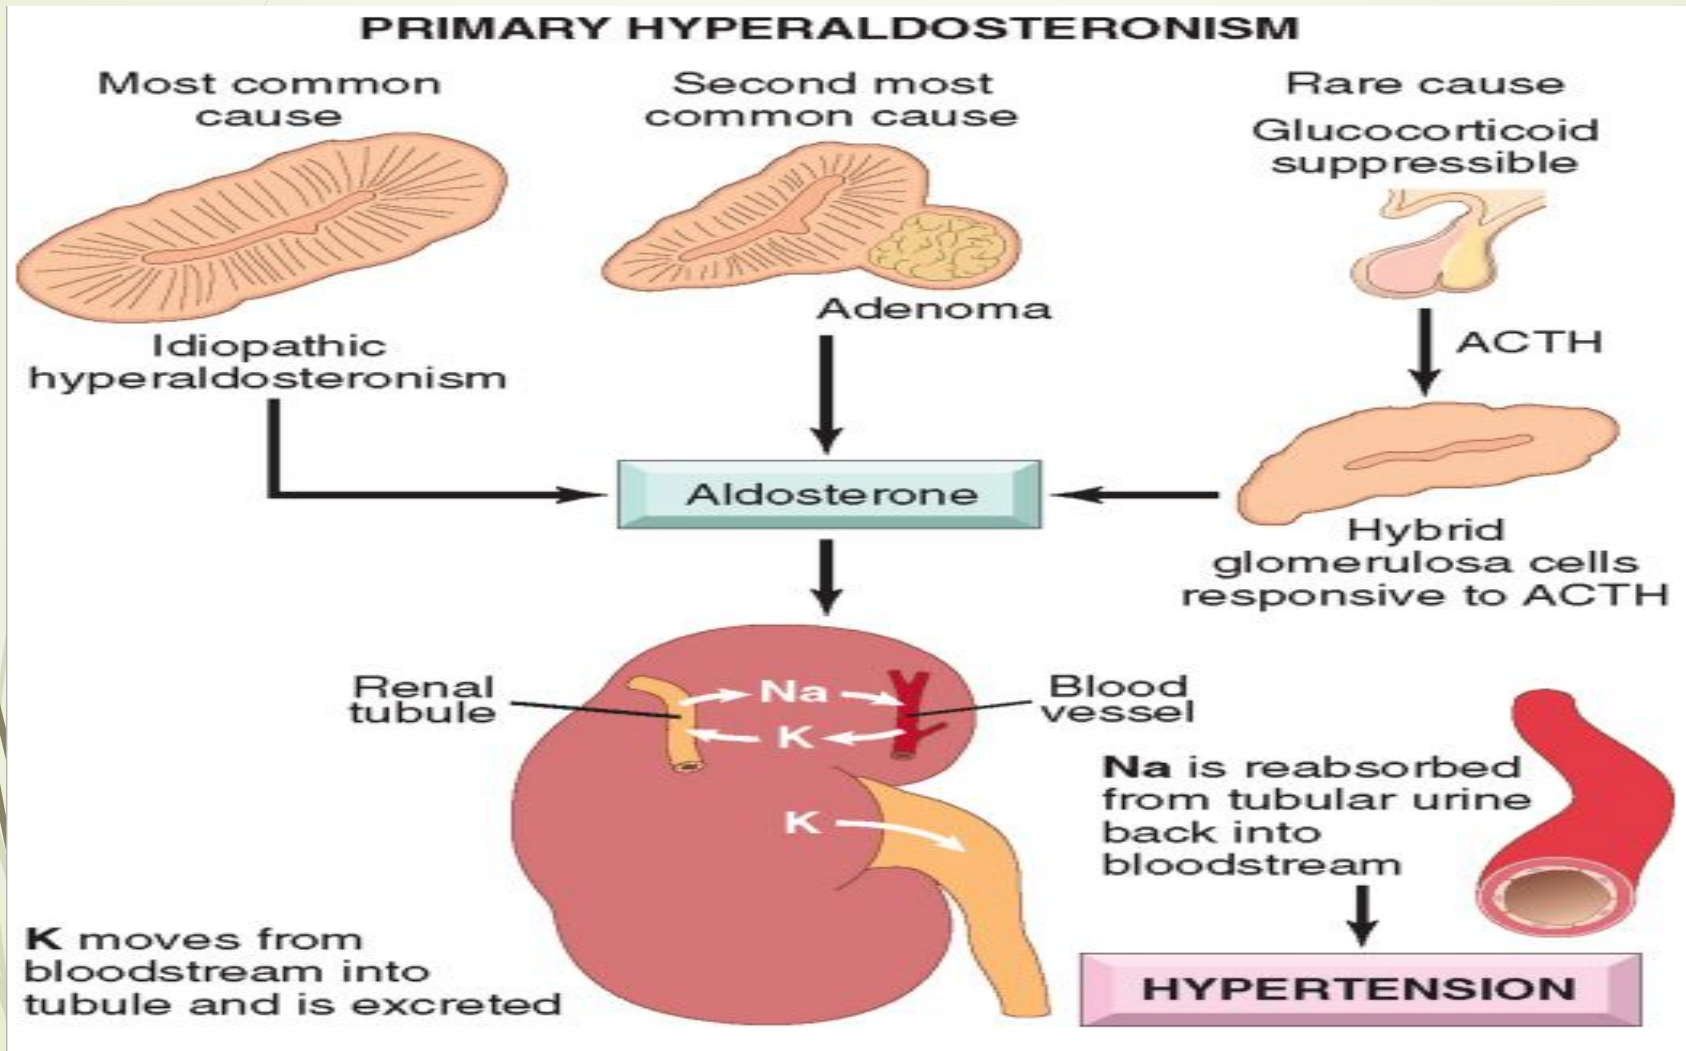 PRIMARY HYPERALDOSTERONISM
Most common
cause
Second most
common cause
Rare cause
Glucocorticoid
suppressible
Adenoma
Idiopathic
hyperaldosteronism
ACTH
Aldosterone
Hybrid
glomerulosa cells
responsive to ACTH
Renal
tubule
Na
K
Blood
vessel
K
Na is reabsorbed
from tubular urine
back into
bloodstream
K moves from
bloodstream into
tubule and is excreted
HYPERTENSION